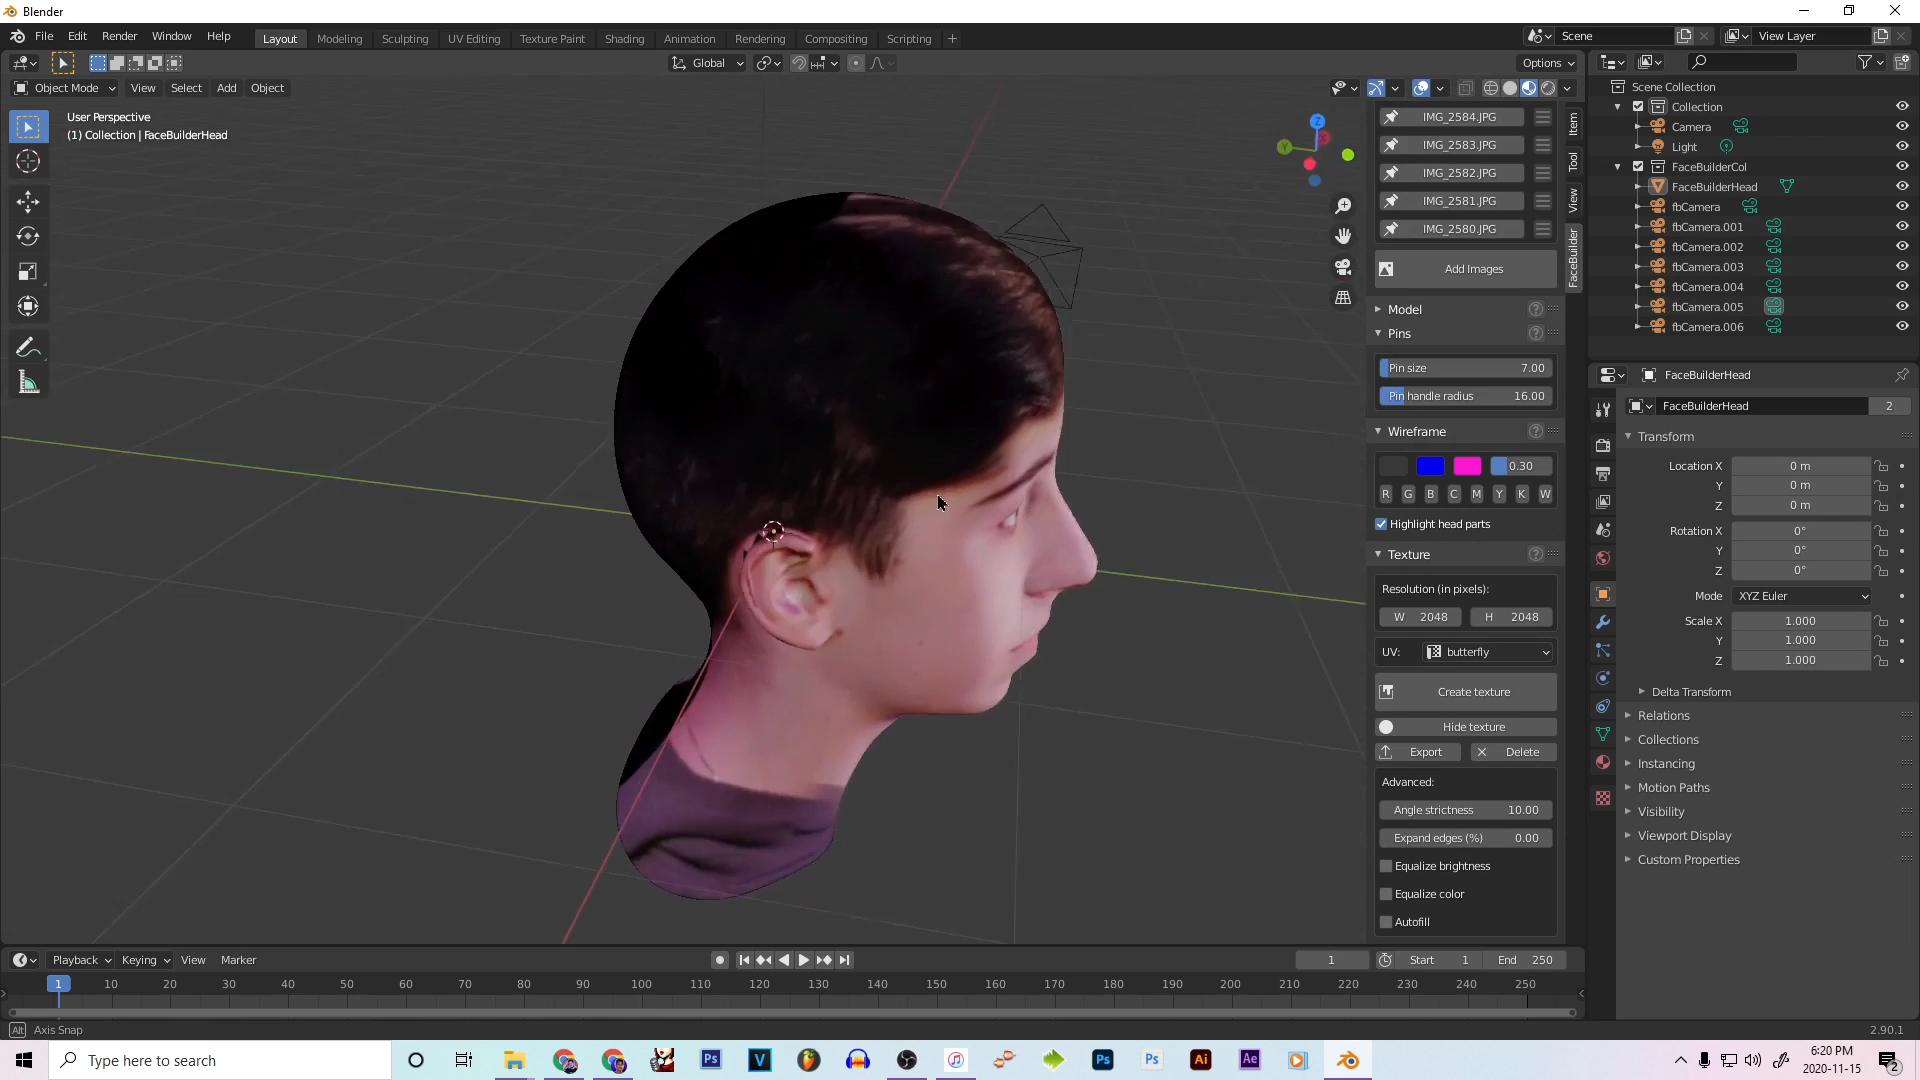 Blender
File Edit Render Window Help
Layout Modeling Sculpting UV Editing Texture Paint Shading Animation Rendering Compositing Scripting +
Scene
View Layer
Global
Options
Object Mode View Select Add Object
User Perspective
(1) Collection | FaceBuilderHead
Z
Y
IMG_2584.JPG
IMG_2583.JPG
IMG_2582.JPG
IMG_2581.JPG
IMG_2580.JPG
Add Images
Model
Pins
Pin size 7.00
Pin handle radius 16.00
Wireframe
0.30
R G B C M Y K W
Highlight head parts
Texture
Resolution (in pixels):
W 2048 H 2048
UV: butterfly
Create texture
Hide texture
Export Delete
Advanced:
Angle strictness 10.00
Expand edges (%) 0.00
Equalize brightness
Equalize color
Autofill
Item
Tool
View
FaceBuilder
Scene Collection
Collection
Camera
Light
FaceBuilderCol
FaceBuilderHead
fbCamera
fbCamera.001
fbCamera.002
fbCamera.003
fbCamera.004
fbCamera.005
fbCamera.006
FaceBuilderHead
FaceBuilderHead 2
Transform
Location X 0 m
Y 0 m
Z 0 m
Rotation X 0°
Y 0°
Z 0°
Mode XYZ Euler
Scale X 1.000
Y 1.000
Z 1.000
Delta Transform
Relations
Collections
Instancing
Motion Paths
Visibility
Viewport Display
Custom Properties
Playback Keying View Marker
1 Start 1 End 250
1 10 20 30 40 50 60 70 80 90 100 110 120 130 140 150 160 170 180 190 200 210 220 230 240 250
Alt Axis Snap
2.90.1
Type here to search
Ps V Ps Ps Ai Ae
6:20 PM
2020-11-15
2